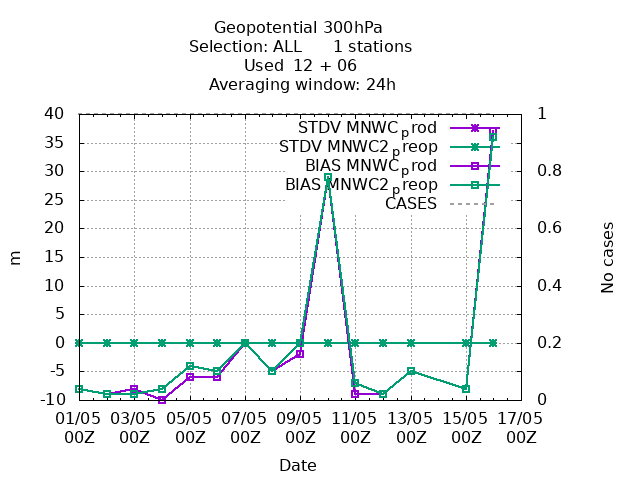 Geopotential 300hPa
Selection: ALL 1 stations
Used 12 + 06
Averaging window: 24h
STDV MNWC_prod
STDV MNWC2_preop
BIAS MNWC_prod
BIAS MNWC2_preop
CASES
40
35
30
25
20
15
10
5
0
-5
-10
m
1
0.8
0.6
0.4
0.2
0
No cases
01/05 03/05 05/05 07/05 09/05 11/05 13/05 15/05 17/05
00Z 00Z 00Z 00Z 00Z 00Z 00Z 00Z 00Z
Date